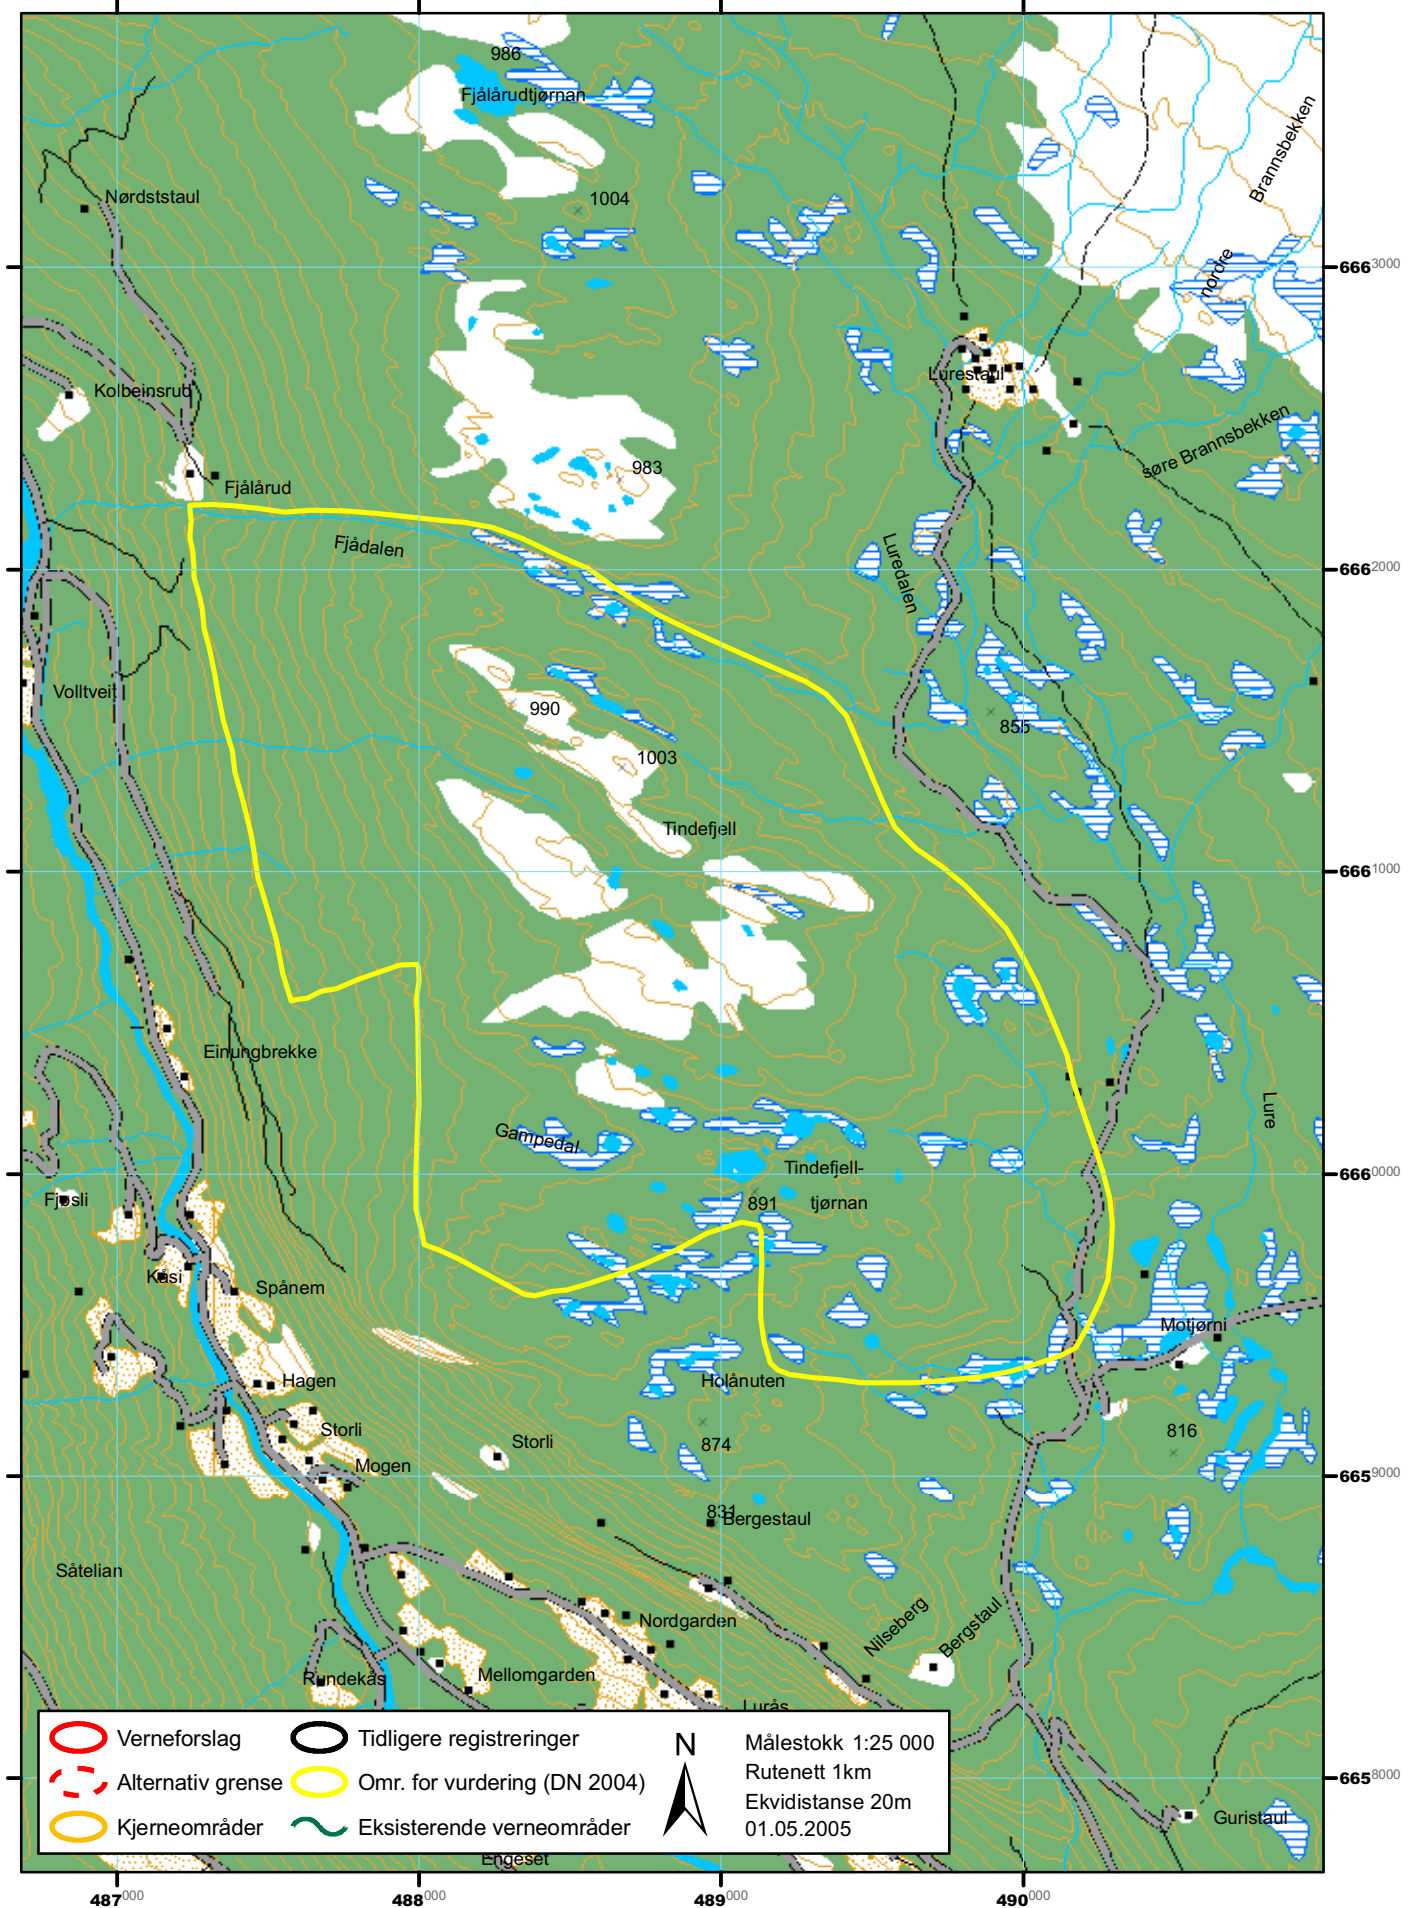 986
Fjålårudtjørnan
Brannsbekken
Nørdststaul
1004
nordre
666³⁰⁰⁰
Kolbeinsrud
Lurestaul
søre Brannsbekken
983
Fjålårud
Fjådalen
Luredalen
666²⁰⁰⁰
Volltveit
990
855
1003
Tindefjell
666¹⁰⁰⁰
Einungbrekke
Lure
Gampedal
Tindefjell-
tjørnan
666⁰⁰⁰⁰
Fjøsli
891
Kåsi
Spånem
Motjørni
Hagen
Holånuten
Storli
Storli
874
816
Mogen
665⁹⁰⁰⁰
831
Bergestaul
Såtelian
Nordgarden
Nilseberg
Bergstaul
Rundekås
Mellomgarden
Lurås
Verneforslag
Tidligere registreringer
N
Målestokk 1:25 000
Alternativ grense
Omr. for vurdering (DN 2004)
Rutenett 1km
665⁸⁰⁰⁰
Kjerneområder
Eksisterende verneområder
Ekvidistanse 20m
01.05.2005
Guristaul
Engeset
487⁰⁰⁰
488⁰⁰⁰
489⁰⁰⁰
490⁰⁰⁰